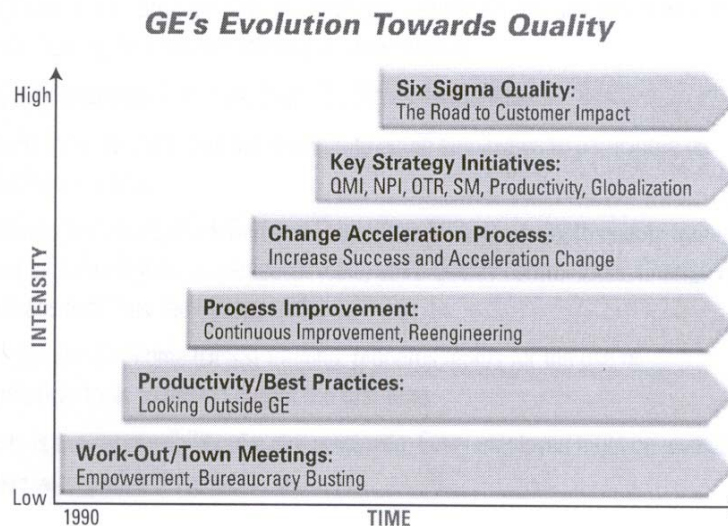 GE's Evolution Towards Quality
High
Six Sigma Quality:
The Road to Customer Impact
Key Strategy Initiatives:
QMI, NPI, OTR, SM, Productivity, Globalization
Change Acceleration Process:
Increase Success and Acceleration Change
INTENSITY
Process Improvement:
Continuous Improvement, Reengineering
Productivity/Best Practices:
Looking Outside GE
Work-Out/Town Meetings:
Empowerment, Bureaucracy Busting
Low
1990
TIME